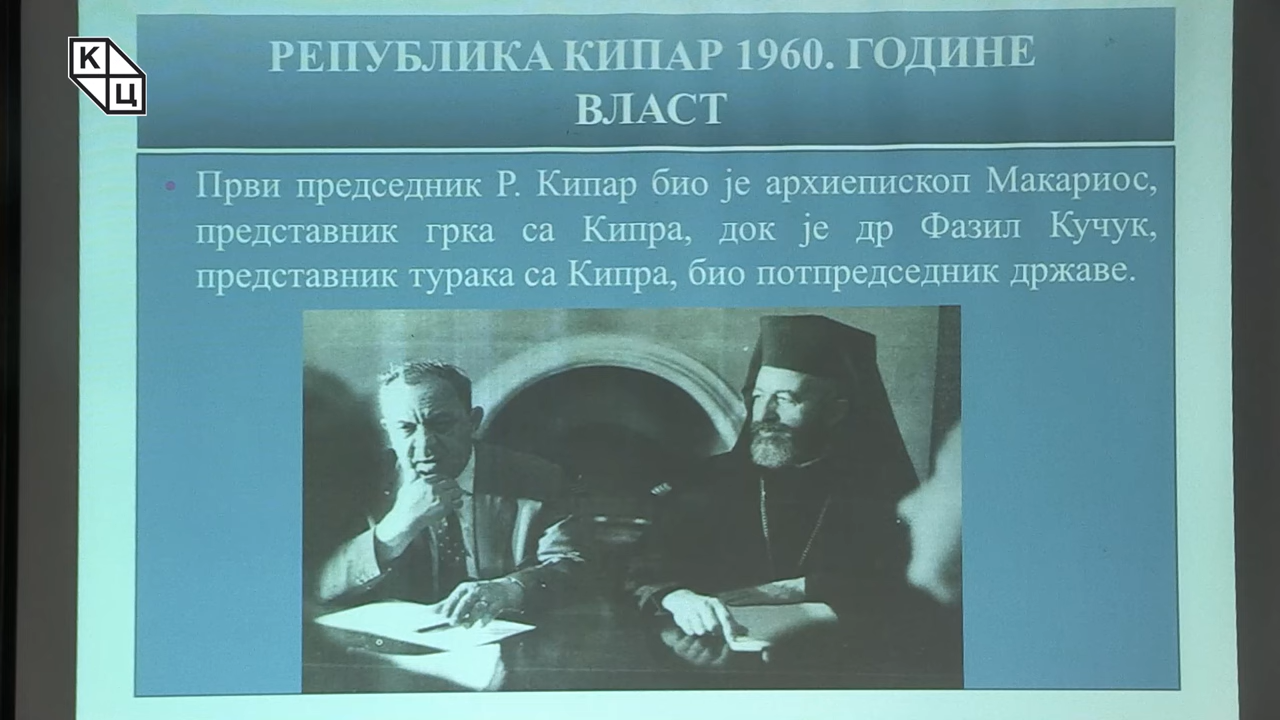 К
Ц
РЕПУБЛИКА КИПАР 1960. ГОДИНЕ
ВЛАСТ
• Први председник Р. Кипар био је архиепископ Макариос,
представник грка са Кипра, док је др Фазил Кучук,
представник турака са Кипра, био потпредседник државе.